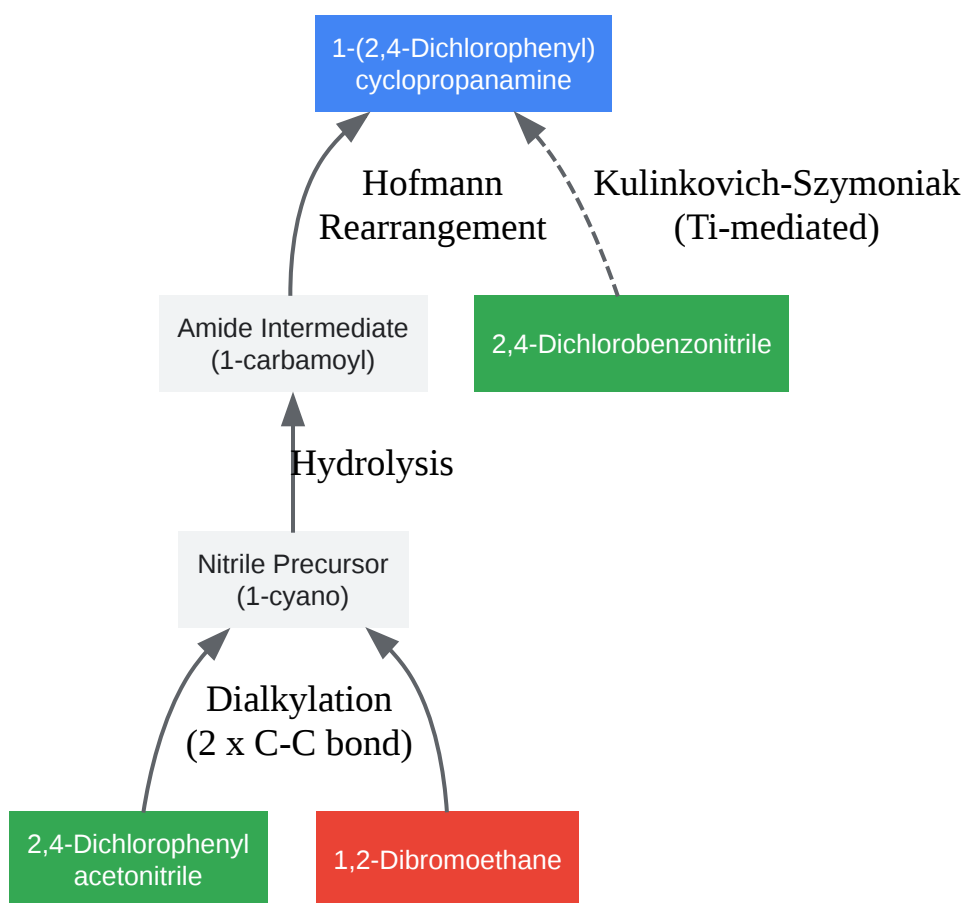 1-(2,4-Dichlorophenyl)
cyclopropanamine
Hofmann
Rearrangement
Kulinkovich-Szymoniak
(Ti-mediated)
Amide Intermediate
(1-carbamoyl)
2,4-Dichlorobenzonitrile
Hydrolysis
Nitrile Precursor
(1-cyano)
Dialkylation
(2 x C-C bond)
2,4-Dichlorophenyl
acetonitrile
1,2-Dibromoethane